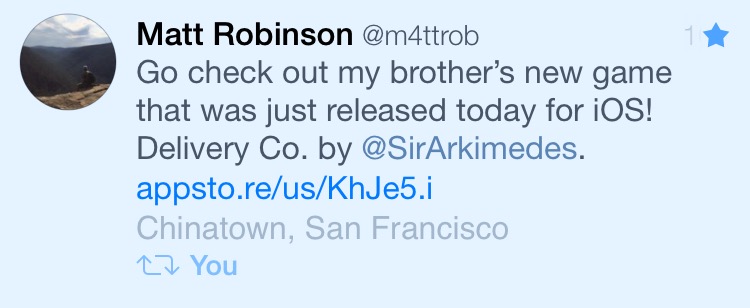 Matt Robinson @m4ttrob 1
Go check out my brother's new game
that was just released today for iOS!
Delivery Co. by @SirArkimedes.
appsto.re/us/KhJe5.i
Chinatown, San Francisco
You